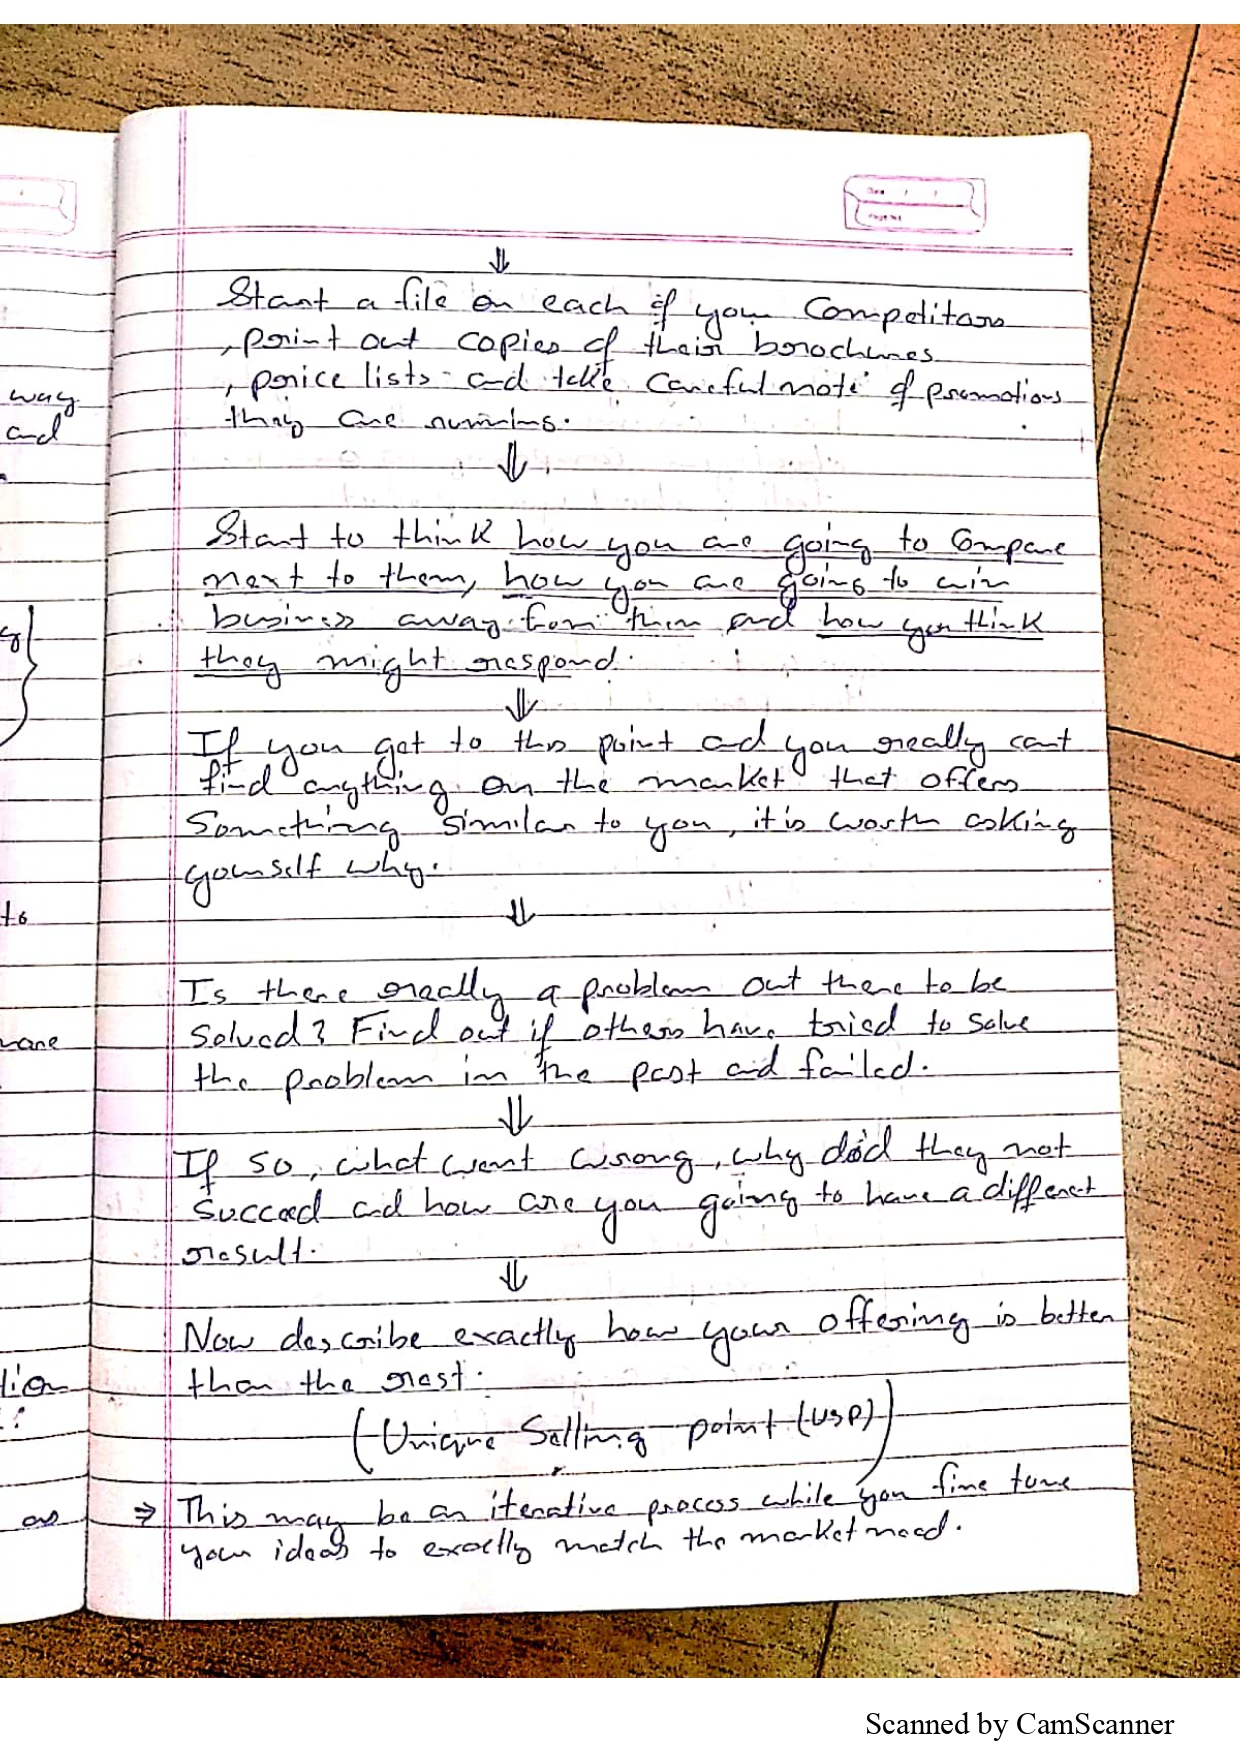 way
and
to
tion
as
Date / /
Page No.
⇓
Start a file on each of your Competitors
, print out copies of their brochures
, price lists and take careful note of promotions
they are running.
⇓
Start to think how you are going to Compare
next to them, how you are going to win
business away from them and how you think
they might respond.
⇓
If you get to this point and you really cant
find anything on the market that offers
Something similar to you, it is worth asking
yourself why.
⇓
Is there really a problem out there to be
solved? Find out if others have tried to solve
the problem in the past and failed.
⇓
If so, what went wrong, why did they not
succeed and how are you going to have a different
result.
⇓
Now describe exactly how your offering is better
than the rest.
(Unique Selling point (USP))
⇒ This may be an iterative process while you fine tune
your ideas to exactly match the market need.
Scanned by CamScanner